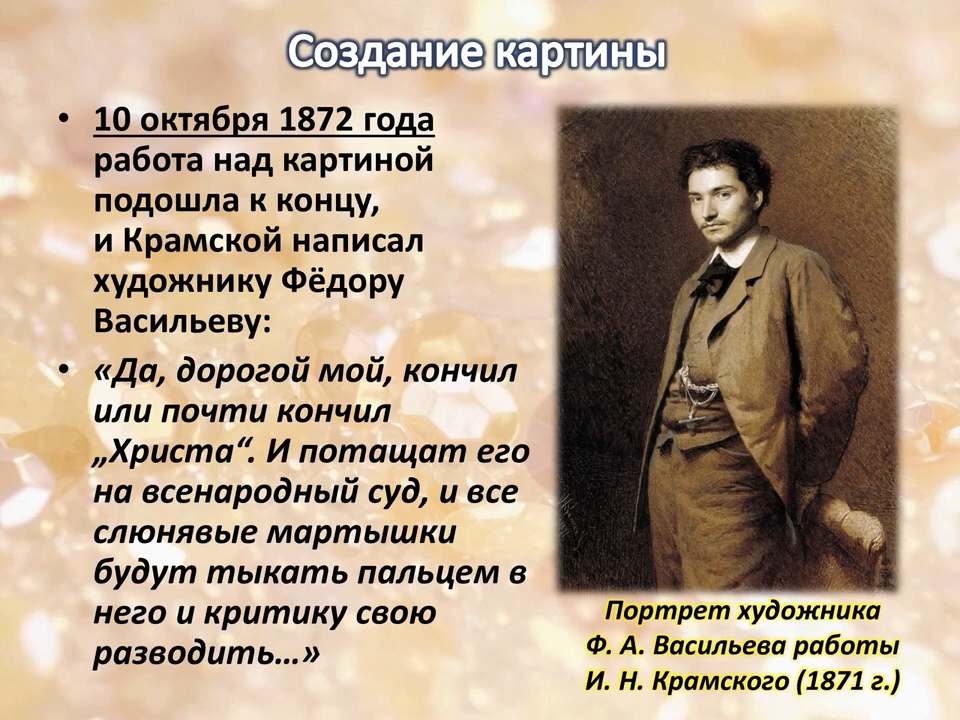 Создание картины
• 10 октября 1872 года
работа над картиной
подошла к концу,
и Крамской написал
художнику Фёдору
Васильеву:
• «Да, дорогой мой, кончил
или почти кончил
„Христа“. И потащат его
на всенародный суд, и все
слюнявые мартышки
будут тыкать пальцем в
него и критику свою
разводить…»
Портрет художника
Ф. А. Васильева работы
И. Н. Крамского (1871 г.)